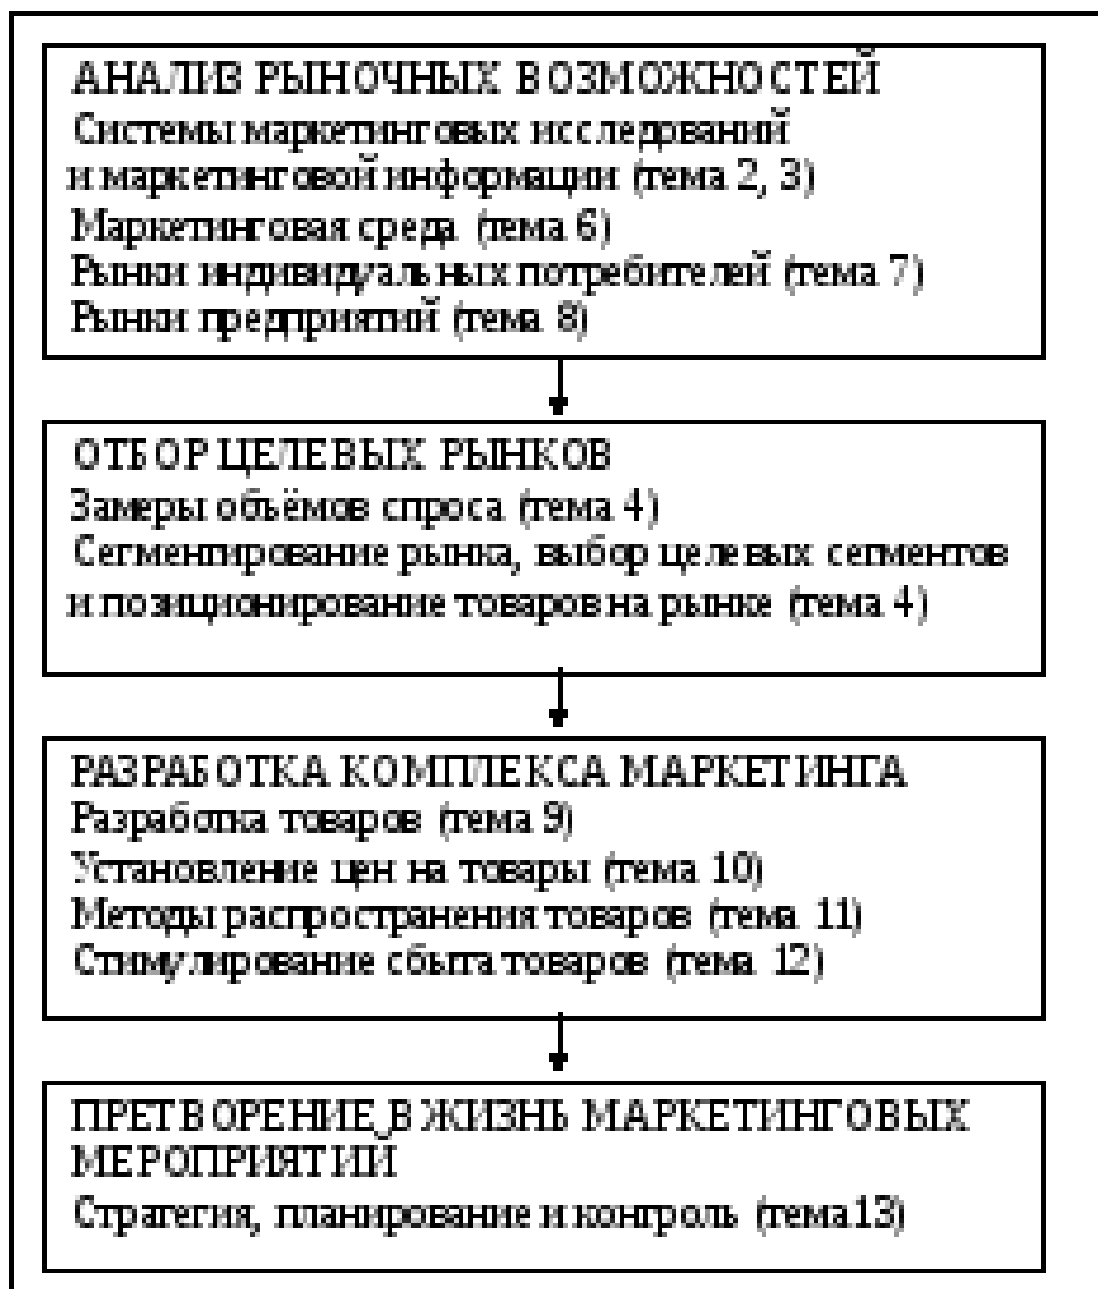 АНАЛИЗ РЫНОЧНЫХ ВОЗМОЖНОСТЕЙ
Системы маркетинговых исследований
и маркетинговой информации (тема 2, 3)
Маркетинговая среда (тема 6)
Рынки индивидуальных потребителей (тема 7)
Рынки предприятий (тема 8)
ОТБОР ЦЕЛЕВЫХ РЫНКОВ
Замеры объёмов спроса (тема 4)
Сегментирование рынка, выбор целевых сегментов
и позиционирование товаров на рынке (тема 4)
РАЗРАБОТКА КОМПЛЕКСА МАРКЕТИНГА
Разработка товаров (тема 9)
Установление цен на товары (тема 10)
Методы распространения товаров (тема 11)
Стимулирование сбыта товаров (тема 12)
ПРЕТВОРЕНИЕ В ЖИЗНЬ МАРКЕТИНГОВЫХ
МЕРОПРИЯТИЙ
Стратегия, планирование и контроль (тема13)